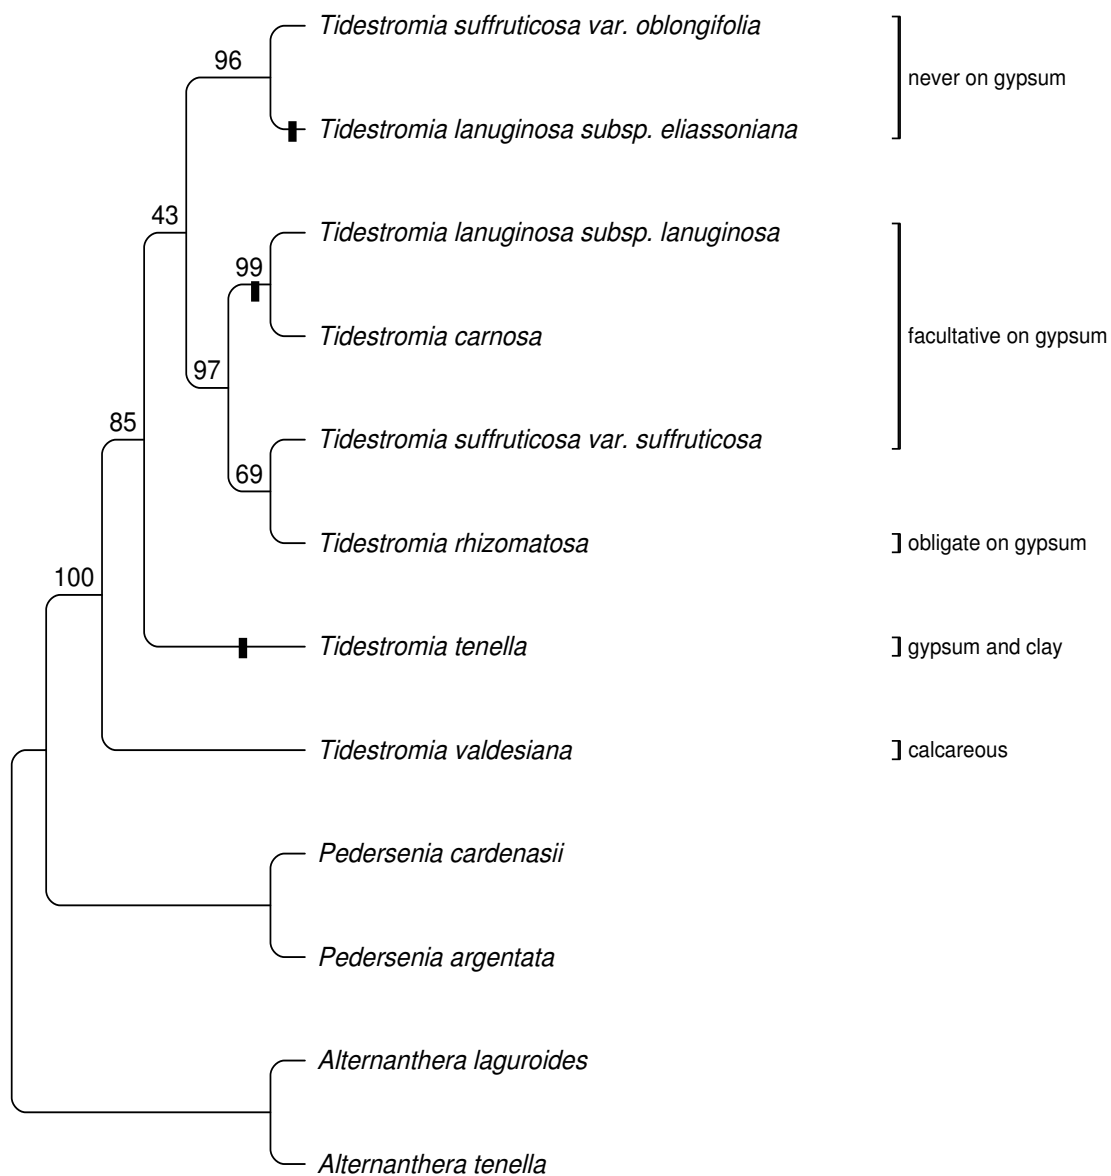 Tidestromia suffruticosa var. oblongifolia
96
never on gypsum
Tidestromia lanuginosa subsp. eliassoniana
43
Tidestromia lanuginosa subsp. lanuginosa
99
Tidestromia carnosa
facultative on gypsum
97
85
Tidestromia suffruticosa var. suffruticosa
69
Tidestromia rhizomatosa
obligate on gypsum
100
Tidestromia tenella
gypsum and clay
Tidestromia valdesiana
calcareous
Pedersenia cardenasii
Pedersenia argentata
Alternanthera laguroides
Alternanthera tenella